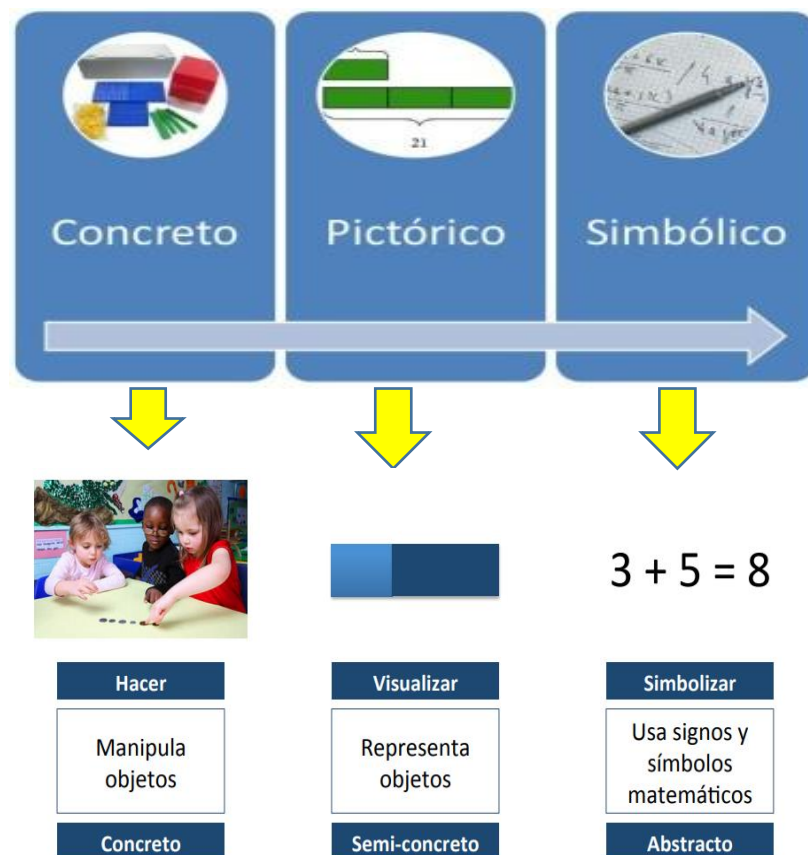 21
Concreto
Pictórico
Simbólico
3 + 5 = 8
Hacer
Visualizar
Simbolizar
Manipula
objetos
Representa
objetos
Usa signos y
símbolos
matemáticos
Concreto
Semi-concreto
Abstracto